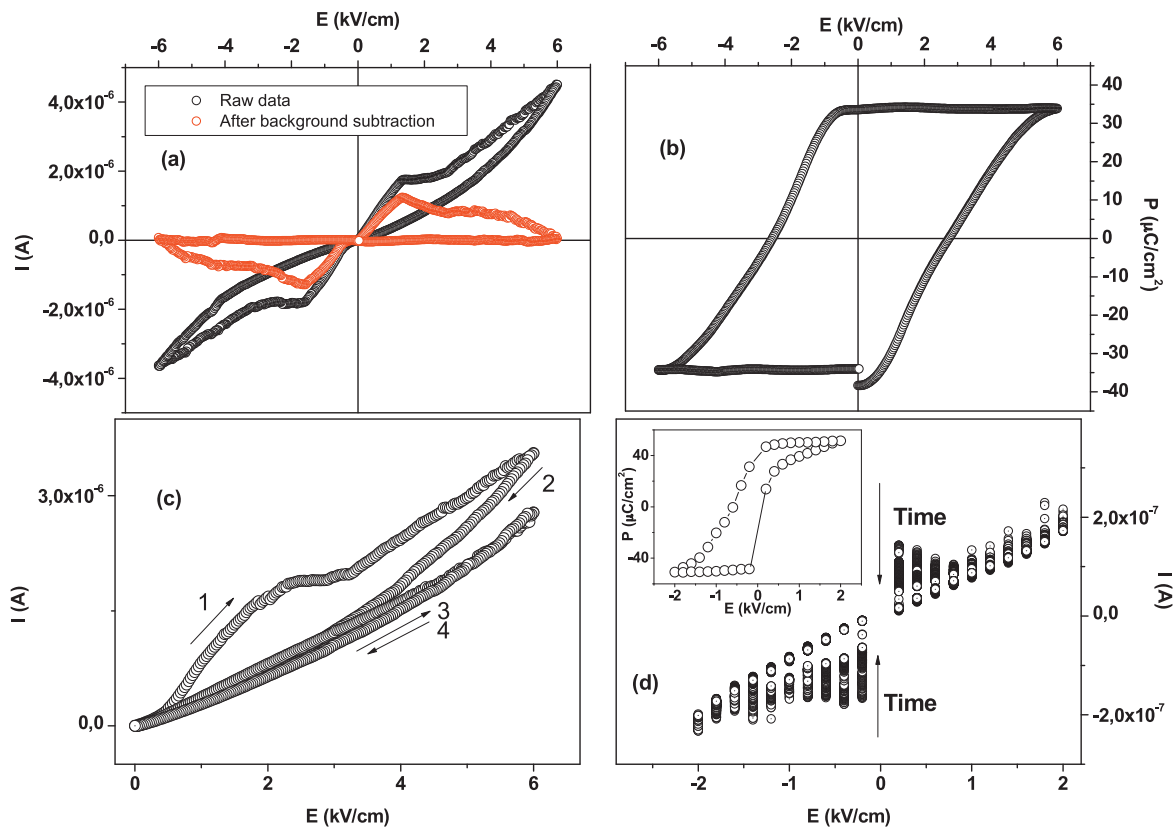 E (kV/cm)
-6 -4 -2 0 2 4 6
4,0x10⁻⁶
2,0x10⁻⁶
0,0
-2,0x10⁻⁶
-4,0x10⁻⁶
I (A)
Raw data
After background subtraction
(a)
E (kV/cm)
-6 -4 -2 0 2 4 6
(b)
40
30
20
10
0
-10
-20
-30
-40
P (μC/cm²)
3,0x10⁻⁶
0,0
I (A)
(c)
1
2
3
4
0 2 4 6
E (kV/cm)
P (μC/cm²)
40
0
-40
-2 -1 0 1 2
E (kV/cm)
Time
Time
(d)
2,0x10⁻⁷
0,0
-2,0x10⁻⁷
I (A)
-2 -1 0 1 2
E (kV/cm)